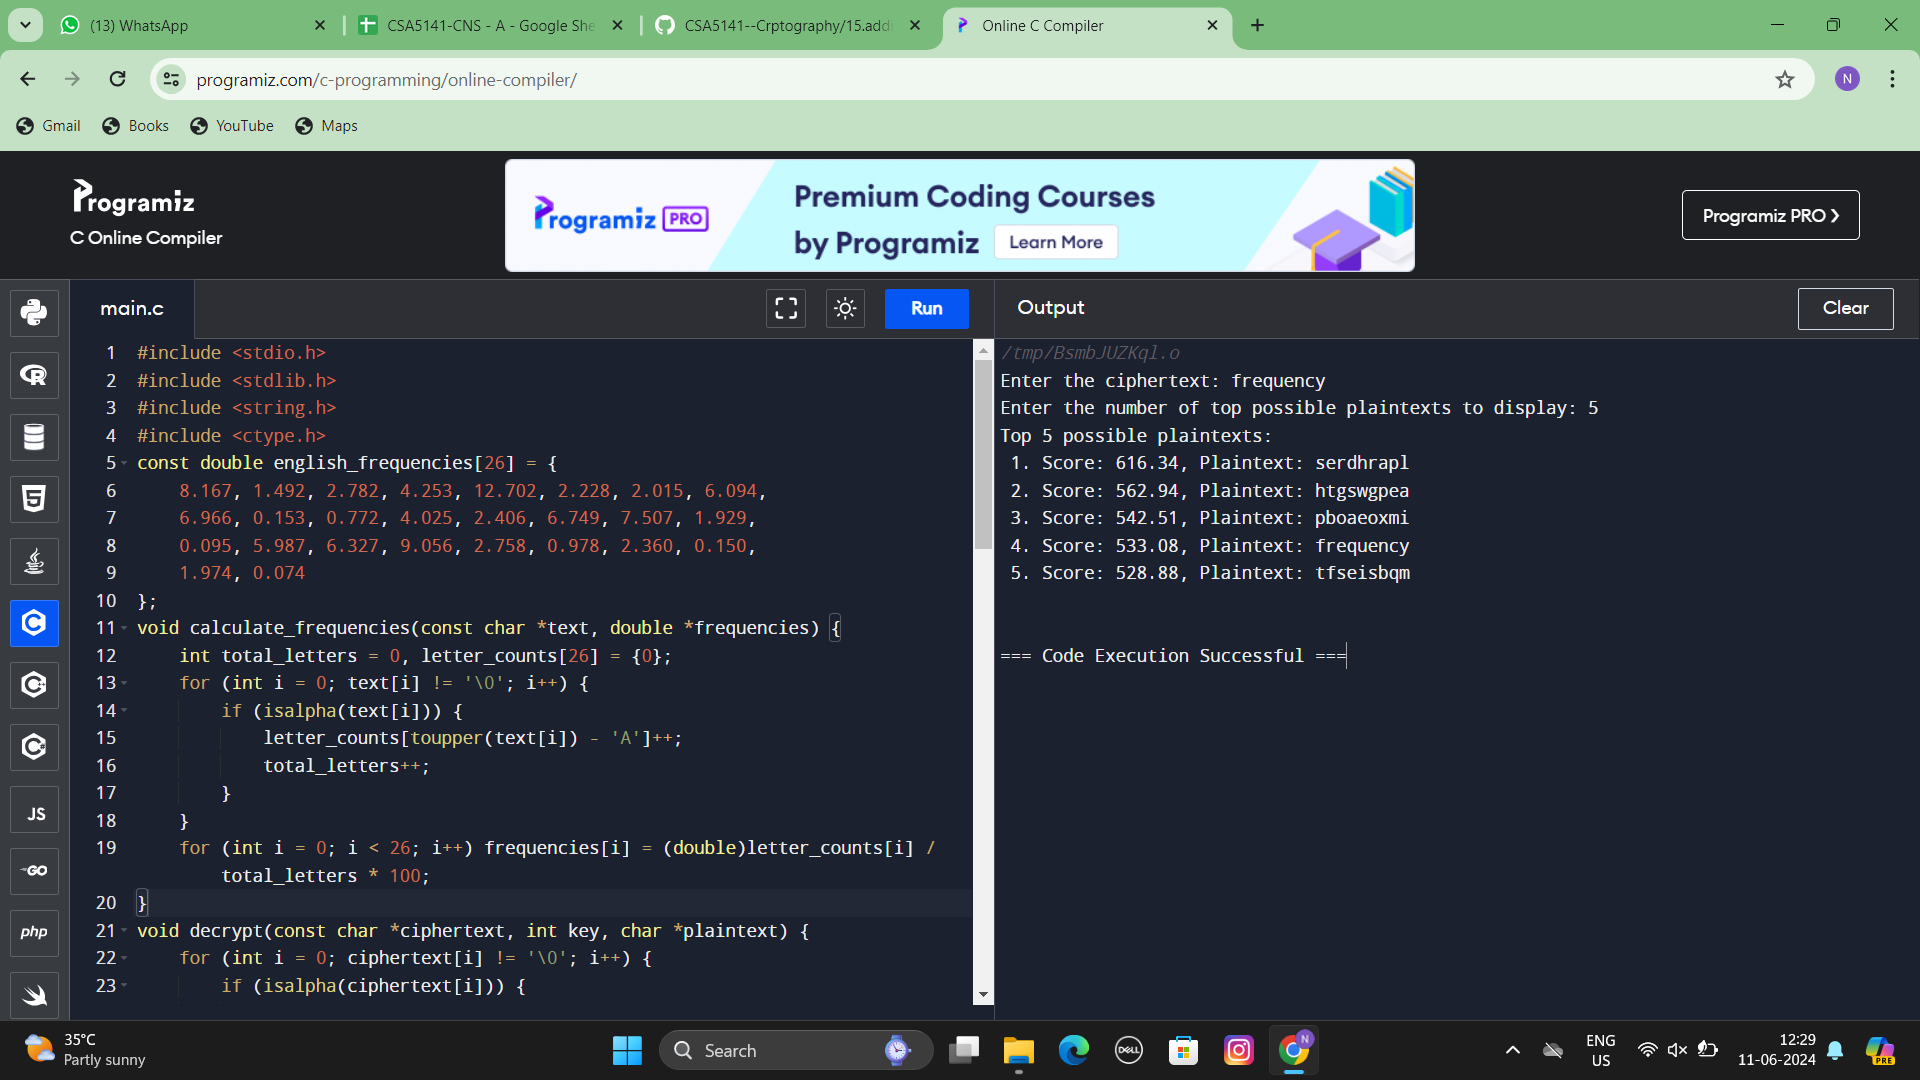 (13) WhatsApp
CSA5141-CNS - A - Google She
CSA5141--Crptography/15.addi
Online C Compiler
programiz.com/c-programming/online-compiler/
N
Gmail
Books
YouTube
Maps
Programiz
C Online Compiler
Programiz PRO
Premium Coding Courses
by Programiz
Learn More
Programiz PRO
main.c
Run
Output
Clear
1 #include <stdio.h>
2 #include <stdlib.h>
3 #include <string.h>
4 #include <ctype.h>
5 const double english_frequencies[26] = {
6 8.167, 1.492, 2.782, 4.253, 12.702, 2.228, 2.015, 6.094,
7 6.966, 0.153, 0.772, 4.025, 2.406, 6.749, 7.507, 1.929,
8 0.095, 5.987, 6.327, 9.056, 2.758, 0.978, 2.360, 0.150,
9 1.974, 0.074
10 };
11 void calculate_frequencies(const char *text, double *frequencies) {
12 int total_letters = 0, letter_counts[26] = {0};
13 for (int i = 0; text[i] != '\0'; i++) {
14 if (isalpha(text[i])) {
15 letter_counts[toupper(text[i]) - 'A']++;
16 total_letters++;
17 }
18 }
19 for (int i = 0; i < 26; i++) frequencies[i] = (double)letter_counts[i] /
total_letters * 100;
20 }
21 void decrypt(const char *ciphertext, int key, char *plaintext) {
22 for (int i = 0; ciphertext[i] != '\0'; i++) {
23 if (isalpha(ciphertext[i])) {
/tmp/BsmbJUZKql.o
Enter the ciphertext: frequency
Enter the number of top possible plaintexts to display: 5
Top 5 possible plaintexts:
1. Score: 616.34, Plaintext: serdhrapl
2. Score: 562.94, Plaintext: htgswgpea
3. Score: 542.51, Plaintext: pboaeoxmi
4. Score: 533.08, Plaintext: frequency
5. Score: 528.88, Plaintext: tfseisbqm
=== Code Execution Successful ===
R
5
C
C
C
JS
GO
php
35°C
Partly sunny
Search
DELL
N
ENG
US
12:29
11-06-2024
PRE